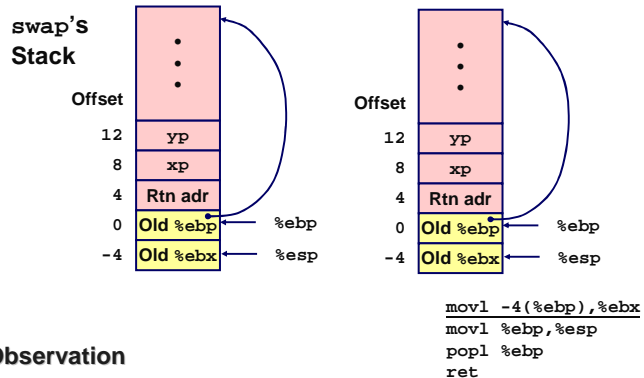 swap's
Stack
Offset
12 yp
8 xp
4 Rtn adr
0 Old %ebp %ebp
-4 Old %ebx %esp
Offset
12 yp
8 xp
4 Rtn adr
0 Old %ebp %ebp
-4 Old %ebx %esp
movl -4(%ebp),%ebx
movl %ebp,%esp
popl %ebp
ret
bservation